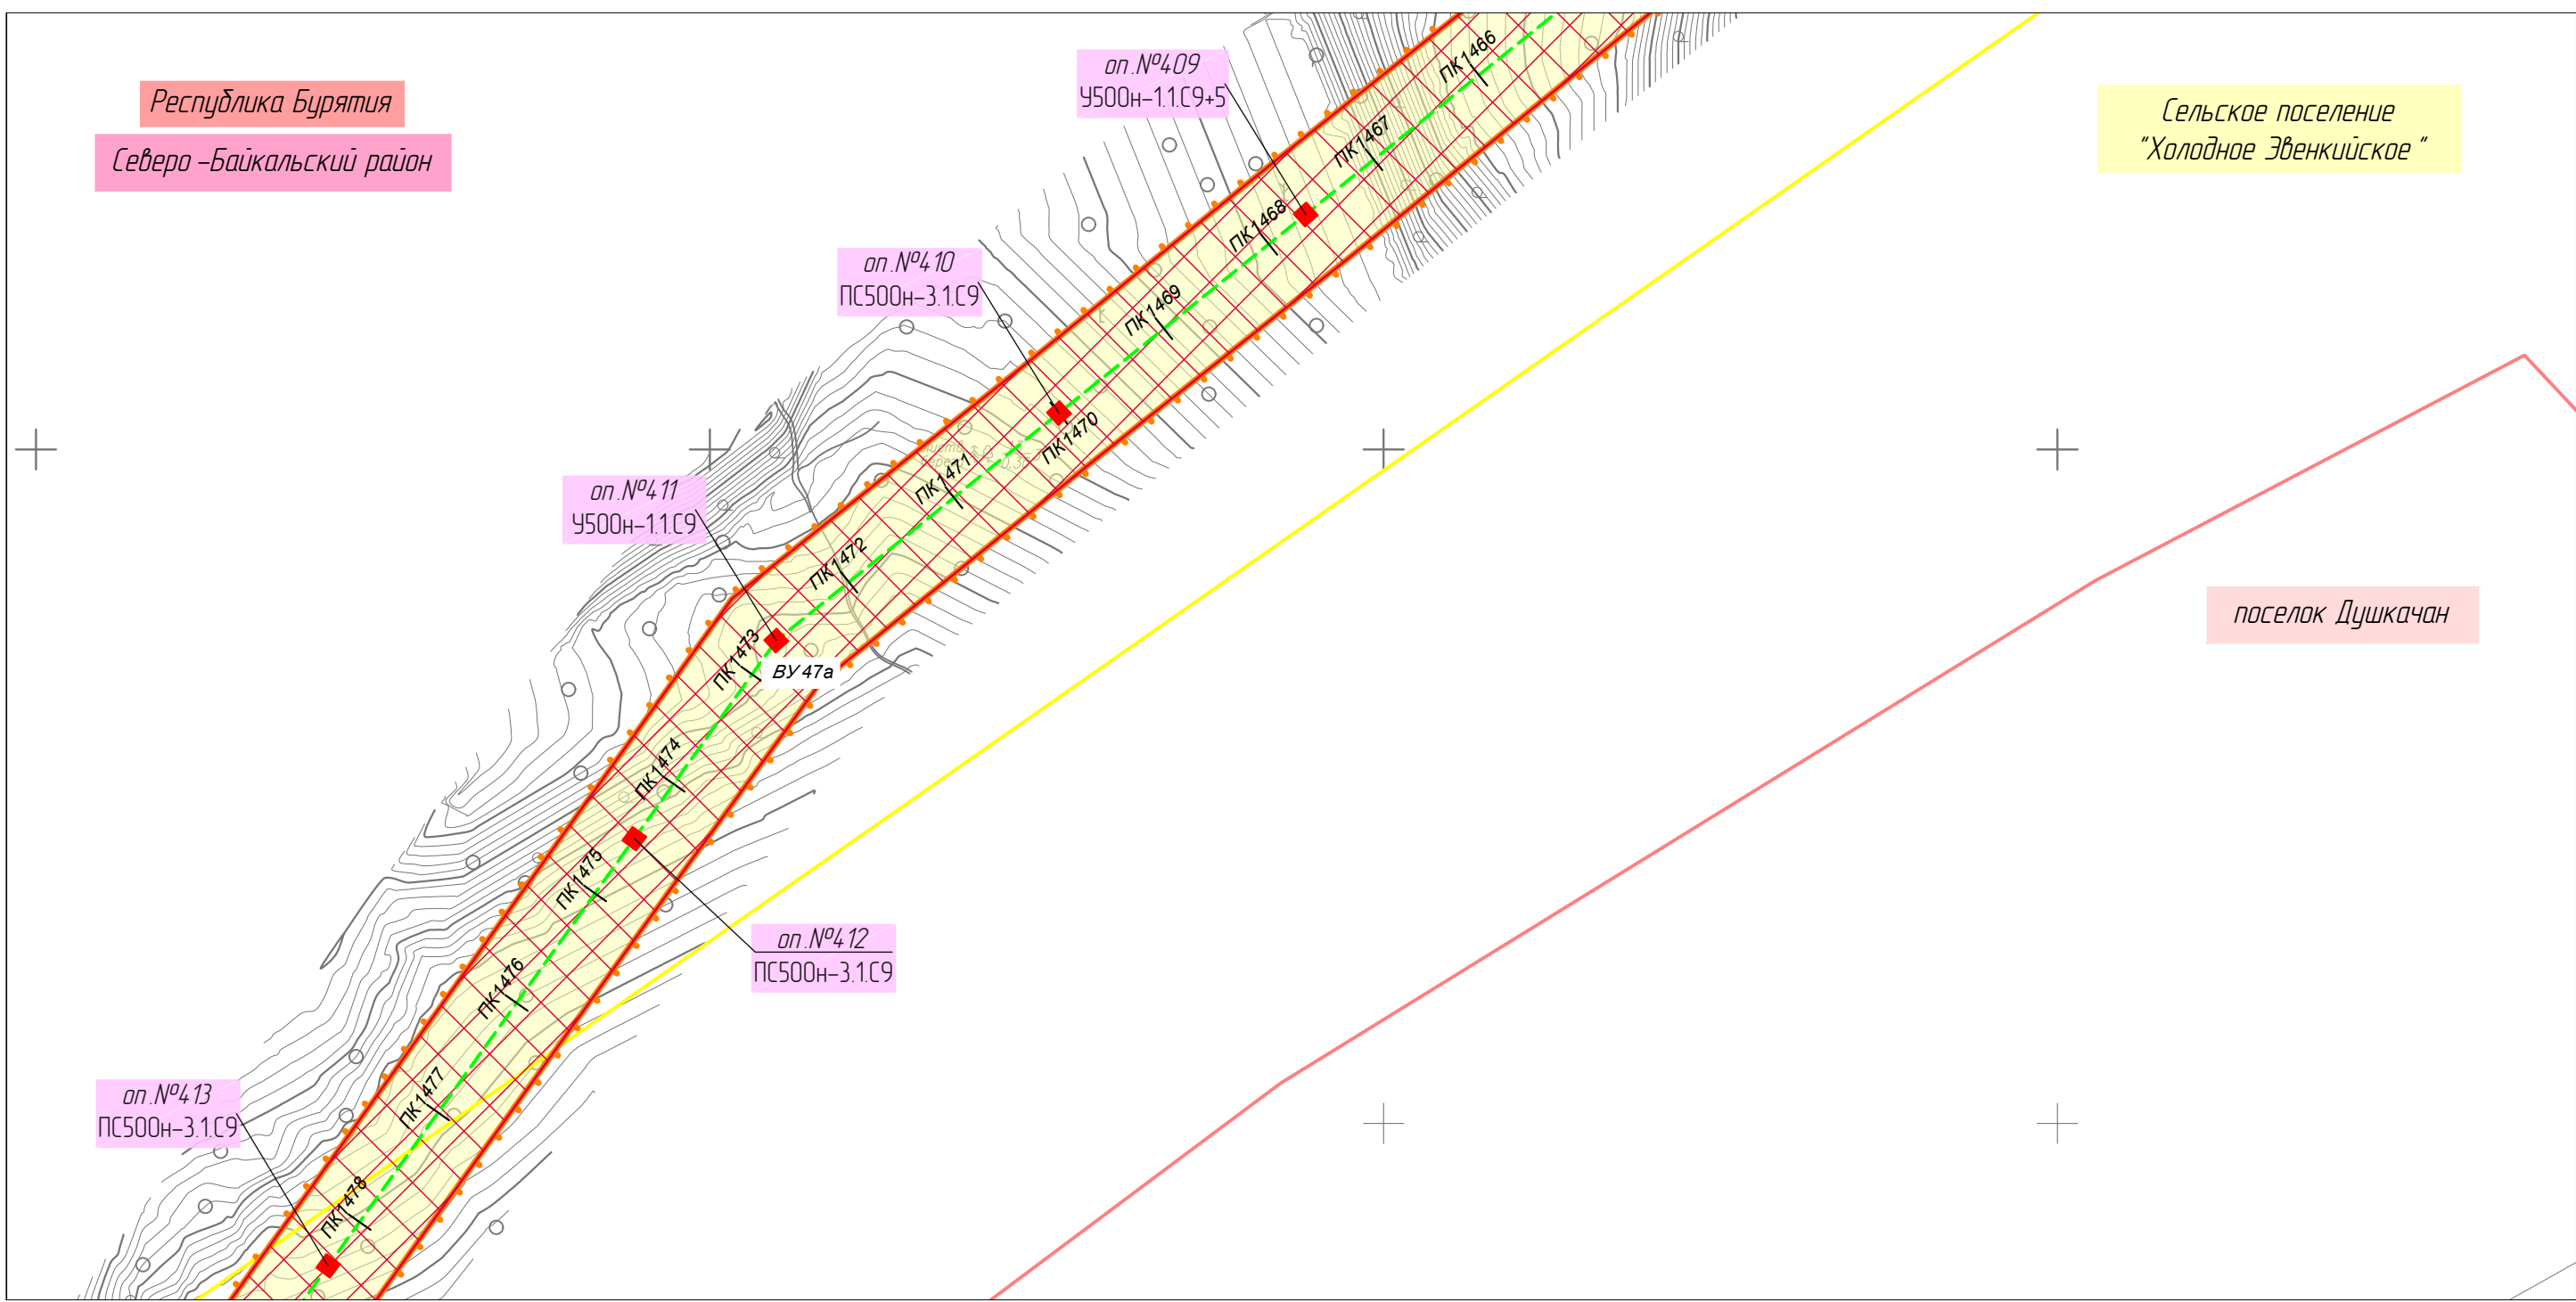 Республика Бурятия
Северо-Байкальский район
Сельское поселение
"Холодное Эвенкийское"
поселок Душкачан
оп.№409
У500н-1.1.С9+5
оп.№410
ПС500н-3.1.С9
оп.№411
У500н-1.1.С9
оп.№412
ПС500н-3.1.С9
оп.№413
ПС500н-3.1.С9
ПК1466
ПК1467
ПК1468
ПК1469
ПК1470
ПК1471
ПК1472
ПК1473
ВУ 47а
ПК1474
ПК1475
ПК1476
ПК1477
ПК1478